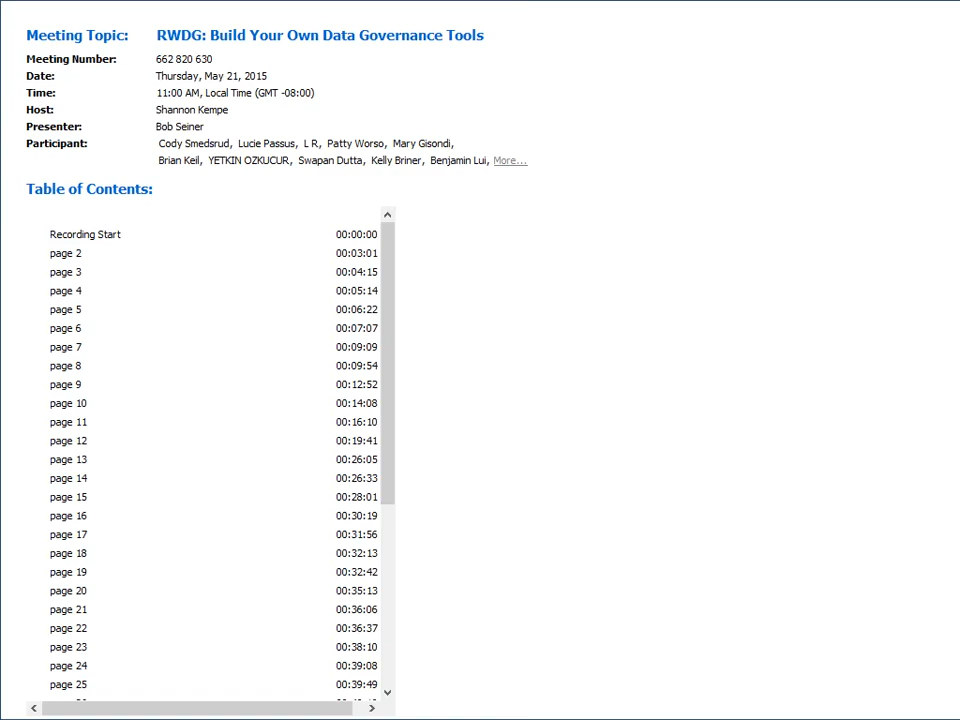 Meeting Topic: RWDG: Build Your Own Data Governance Tools
Meeting Number: 662 820 630
Date: Thursday, May 21, 2015
Time: 11:00 AM, Local Time (GMT -08:00)
Host: Shannon Kempe
Presenter: Bob Seiner
Participant: Cody Smedsrud, Lucie Passus, L R, Patty Worso, Mary Gisondi,
Brian Keil, YETKIN OZKUCUR, Swapan Dutta, Kelly Briner, Benjamin Lui, More...
Table of Contents:
Recording Start 00:00:00
page 2 00:03:01
page 3 00:04:15
page 4 00:05:14
page 5 00:06:22
page 6 00:07:07
page 7 00:09:09
page 8 00:09:54
page 9 00:12:52
page 10 00:14:08
page 11 00:16:10
page 12 00:19:41
page 13 00:26:05
page 14 00:26:33
page 15 00:28:01
page 16 00:30:19
page 17 00:31:56
page 18 00:32:13
page 19 00:32:42
page 20 00:35:13
page 21 00:36:06
page 22 00:36:37
page 23 00:38:10
page 24 00:39:08
page 25 00:39:49